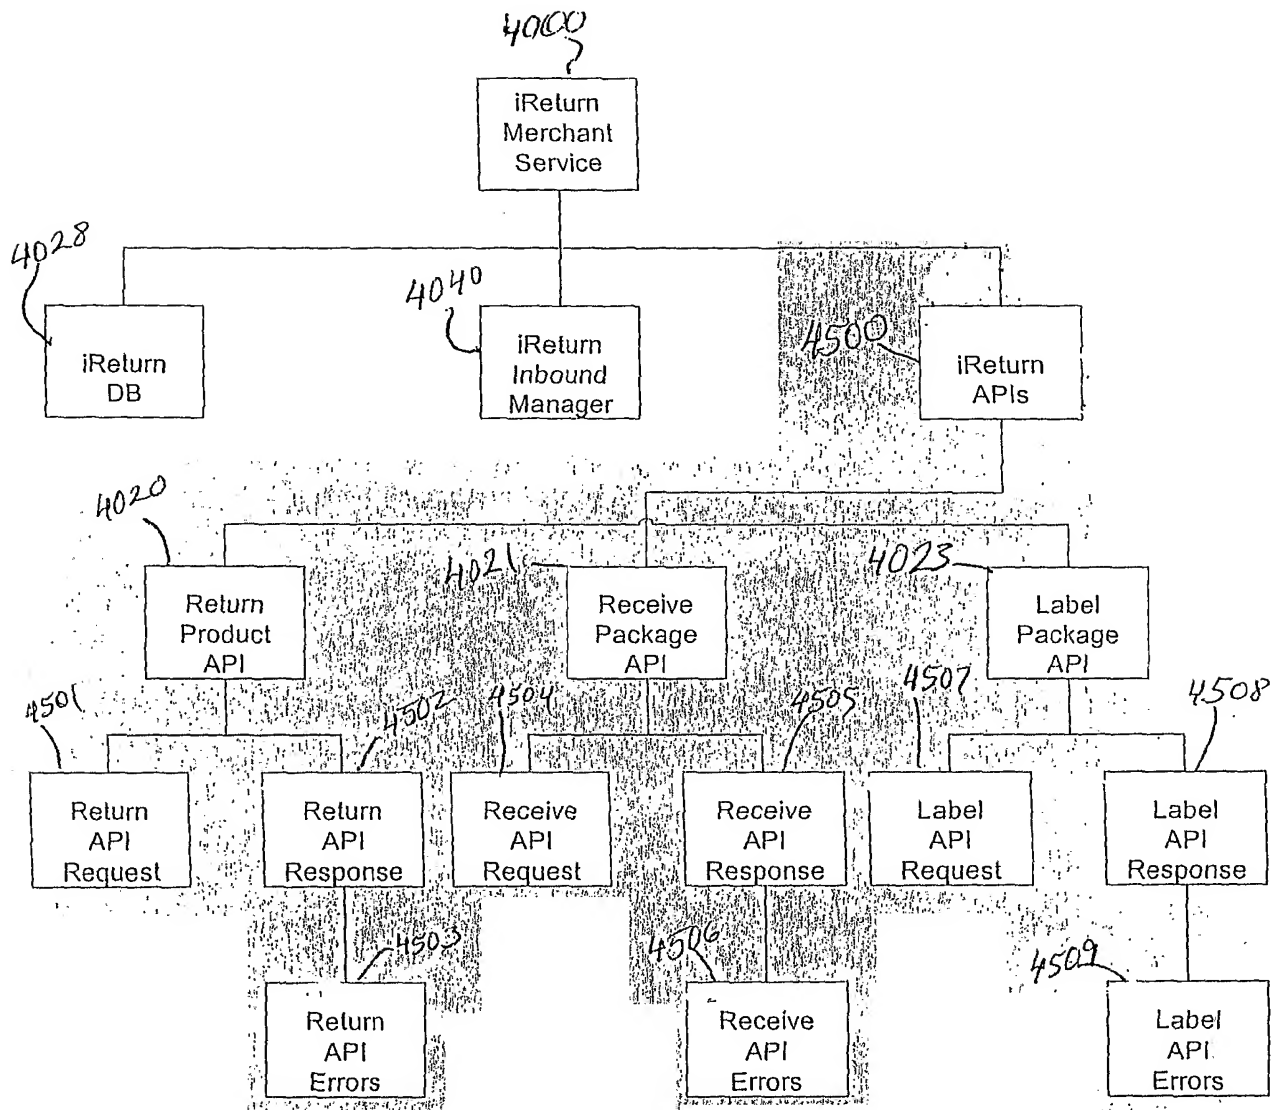 4000
iReturn
Merchant
Service
4028
4040
4500
iReturn
DB
iReturn
Inbound
Manager
iReturn
APIs
4020
4021
4023
Return
Product
API
Receive
Package
API
Label
Package
API
4501
4502
4504
4505
4507
4508
Return
API
Request
Return
API
Response
Receive
API
Request
Receive
API
Response
Label
API
Request
Label
API
Response
4503
4506
4509
Return
API
Errors
Receive
API
Errors
Label
API
Errors